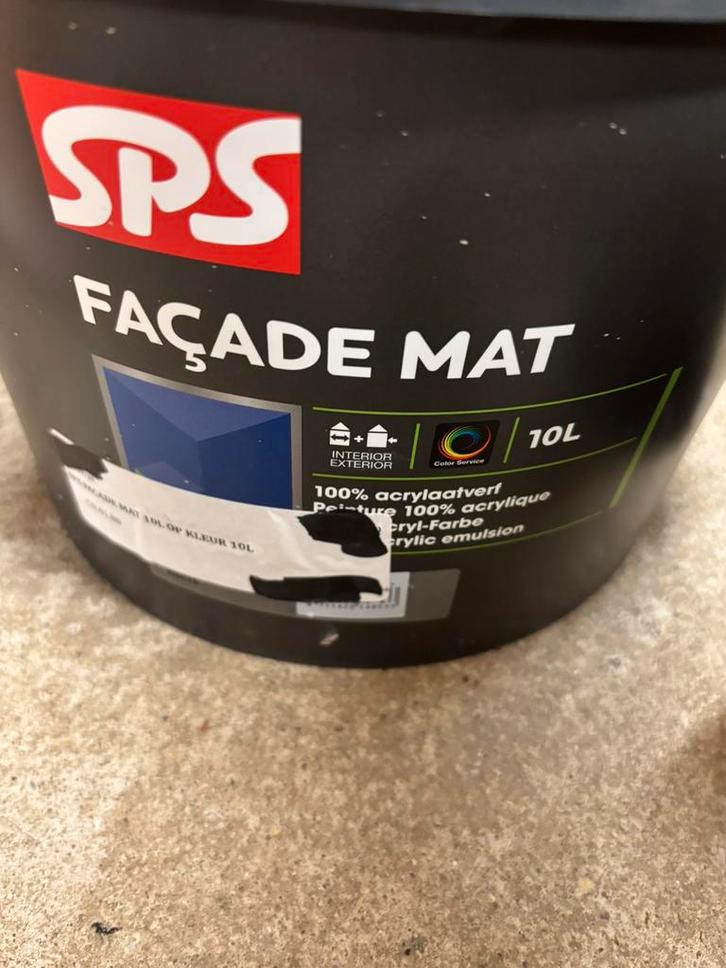 SPS
FAÇADE MAT
INTERIOR
EXTERIOR
Color Service
10L
100% acrylaatverf
Peinture 100% acrylique
cryl-Farbe
crylic emulsion
FACADE MAT 10L OP KLEUR 10L